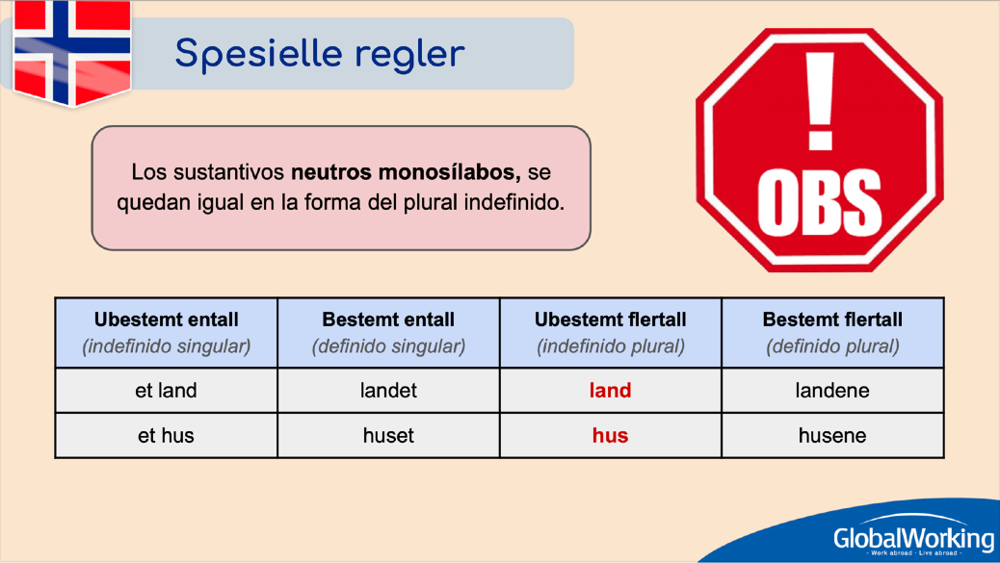 Spesielle regler
!
OBS
Los sustantivos neutros monosílabos, se
quedan igual en la forma del plural indefinido.
Ubestemt entall Bestemt entall Ubestemt flertall Bestemt flertall
(indefinido singular) (definido singular) (indefinido plural) (definido plural)
et land landet land landene
et hus huset hus husene
GlobalWorking
- Work abroad - Live abroad -